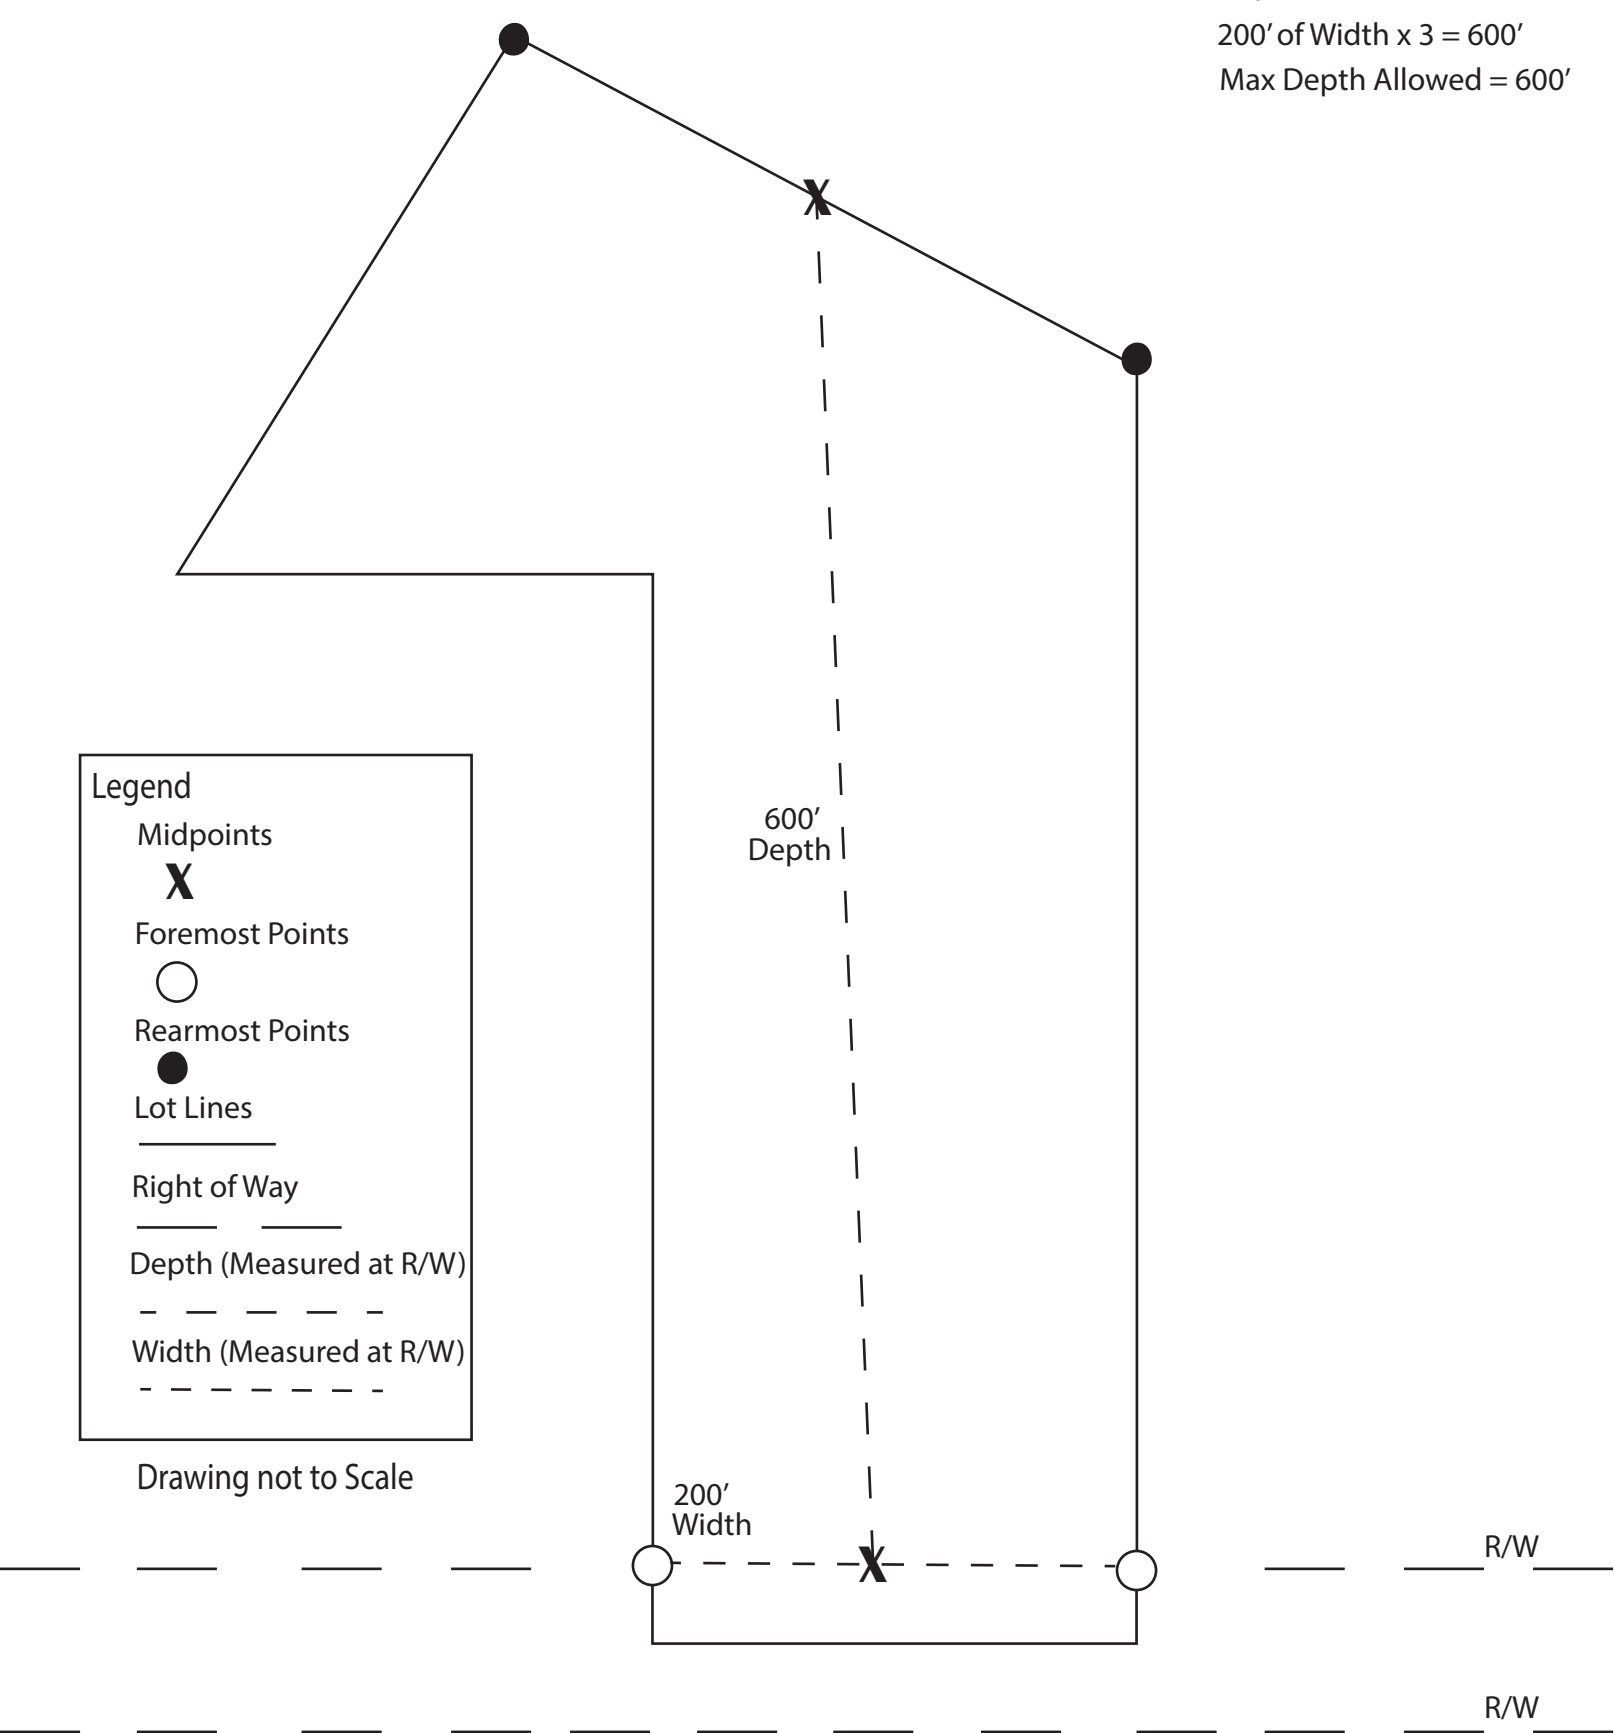 200’ of Width x 3 = 600’
Max Depth Allowed = 600’
X
Legend
Midpoints
X
Foremost Points
Rearmost Points
Lot Lines
Right of Way
Depth (Measured at R/W)
Width (Measured at R/W)
Drawing not to Scale
600’
Depth
200’
Width
X
R/W
R/W